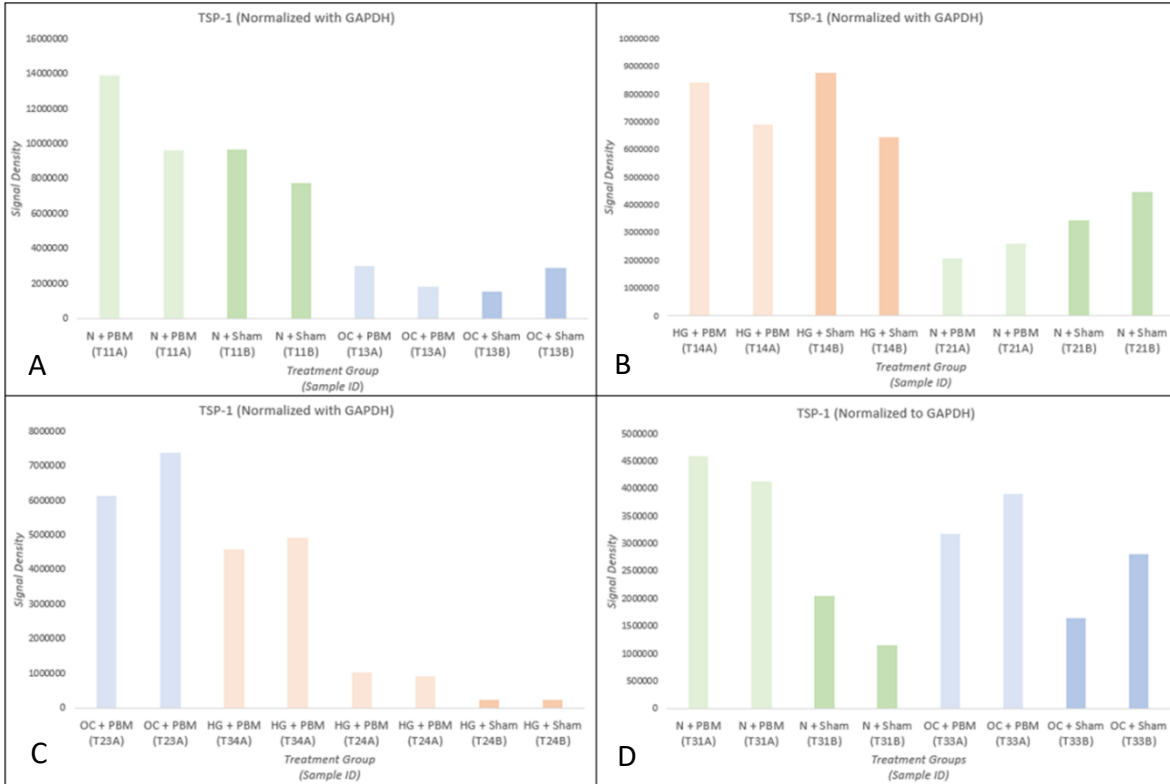 TSP-1 (Normalized with GAPDH)
16000000
14000000
12000000
10000000
8000000
6000000
4000000
2000000
0
Signal Density
N + PBM N + PBM N + Sham N + Sham OC + PBM OC + PBM OC + Sham OC + Sham
(T11A) (T11A) (T11B) (T11B) (T13A) (T13A) (T13B) (T13B)
Treatment Group
(Sample ID)
A
TSP-1 (Normalized with GAPDH)
10000000
9000000
8000000
7000000
6000000
5000000
4000000
3000000
2000000
1000000
0
Signal Density
HG + PBM HG + PBM HG + Sham HG + Sham N + PBM N + PBM N + Sham N + Sham
(T14A) (T14A) (T14B) (T14B) (T21A) (T21A) (T21B) (T21B)
Treatment Group
(Sample ID)
B
TSP-1 (Normalized with GAPDH)
8000000
7000000
6000000
5000000
4000000
3000000
2000000
1000000
0
Signal Density
OC + PBM OC + PBM HG + PBM HG + PBM HG + PBM HG + PBM HG + Sham HG + Sham
(T23A) (T23A) (T34A) (T34A) (T24A) (T24A) (T24B) (T24B)
Treatment Group
(Sample ID)
C
TSP-1 (Normalized to GAPDH)
5000000
4500000
4000000
3500000
3000000
2500000
2000000
1500000
1000000
500000
0
Signal Density
N + PBM N + PBM N + Sham N + Sham OC + PBM OC + PBM OC + Sham OC + Sham
(T31A) (T31A) (T31B) (T31B) (T33A) (T33A) (T33B) (T33B)
Treatment Groups
(Sample ID)
D